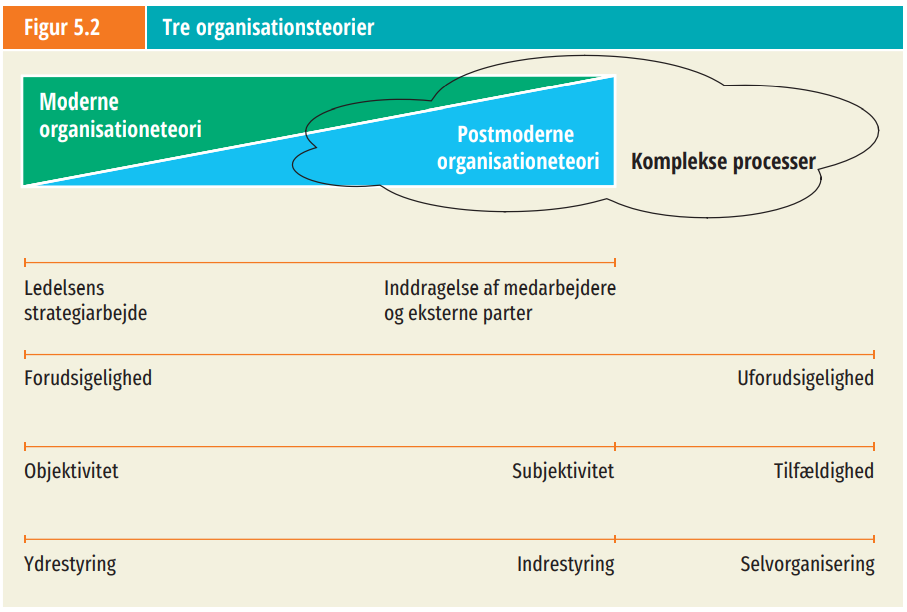 Figur 5.2
Tre organisationsteorier
Moderne
organisationeteori
Postmoderne
organisationeteori
Komplekse processer
Ledelsens
strategiarbejde
Inddragelse af medarbejdere
og eksterne parter
Forudsigelighed
Uforudsigelighed
Objektivitet
Subjektivitet
Tilfældighed
Ydrestyring
Indrestyring
Selvorganisering